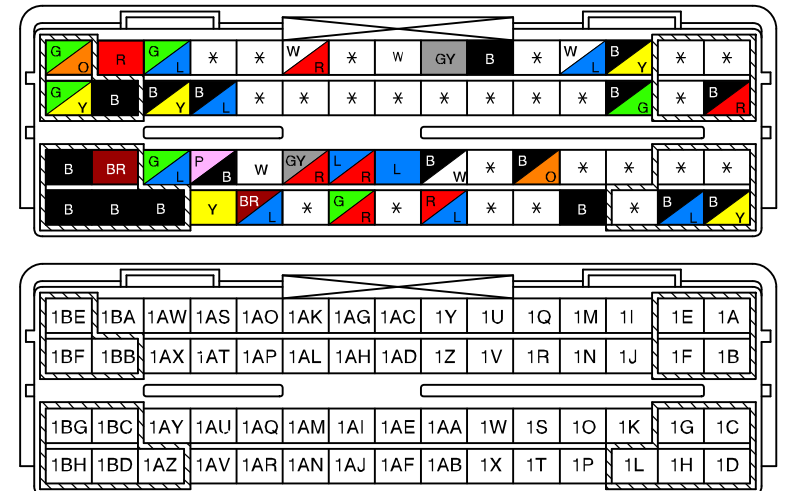 G O R G L * * W R * W GY B * W L B Y * *
G Y B B Y B L * * * * * * * * B G * B R
B BR G L P B W GY R L R L B W * B O * * * *
B B B Y BR L * G R * R L * * B * B L B Y
1BE 1BA 1AW 1AS 1AO 1AK 1AG 1AC 1Y 1U 1Q 1M 1I 1E 1A
1BF 1BB 1AX 1AT 1AP 1AL 1AH 1AD 1Z 1V 1R 1N 1J 1F 1B
1BG 1BC 1AY 1AU 1AQ 1AM 1AI 1AE 1AA 1W 1S 1O 1K 1G 1C
1BH 1BD 1AZ 1AV 1AR 1AN 1AJ 1AF 1AB 1X 1T 1P 1L 1H 1D